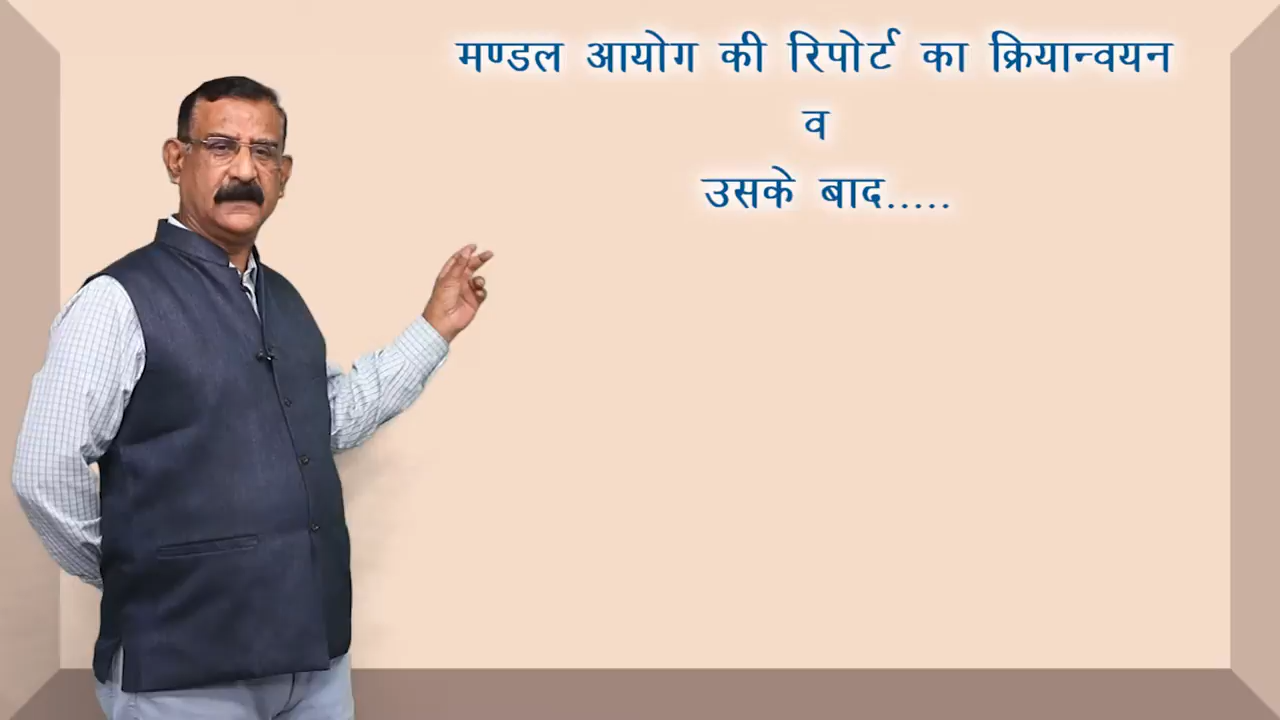 मण्डल आयोग की रिपोर्ट का क्रियान्वयन
व
उसके बाद.....